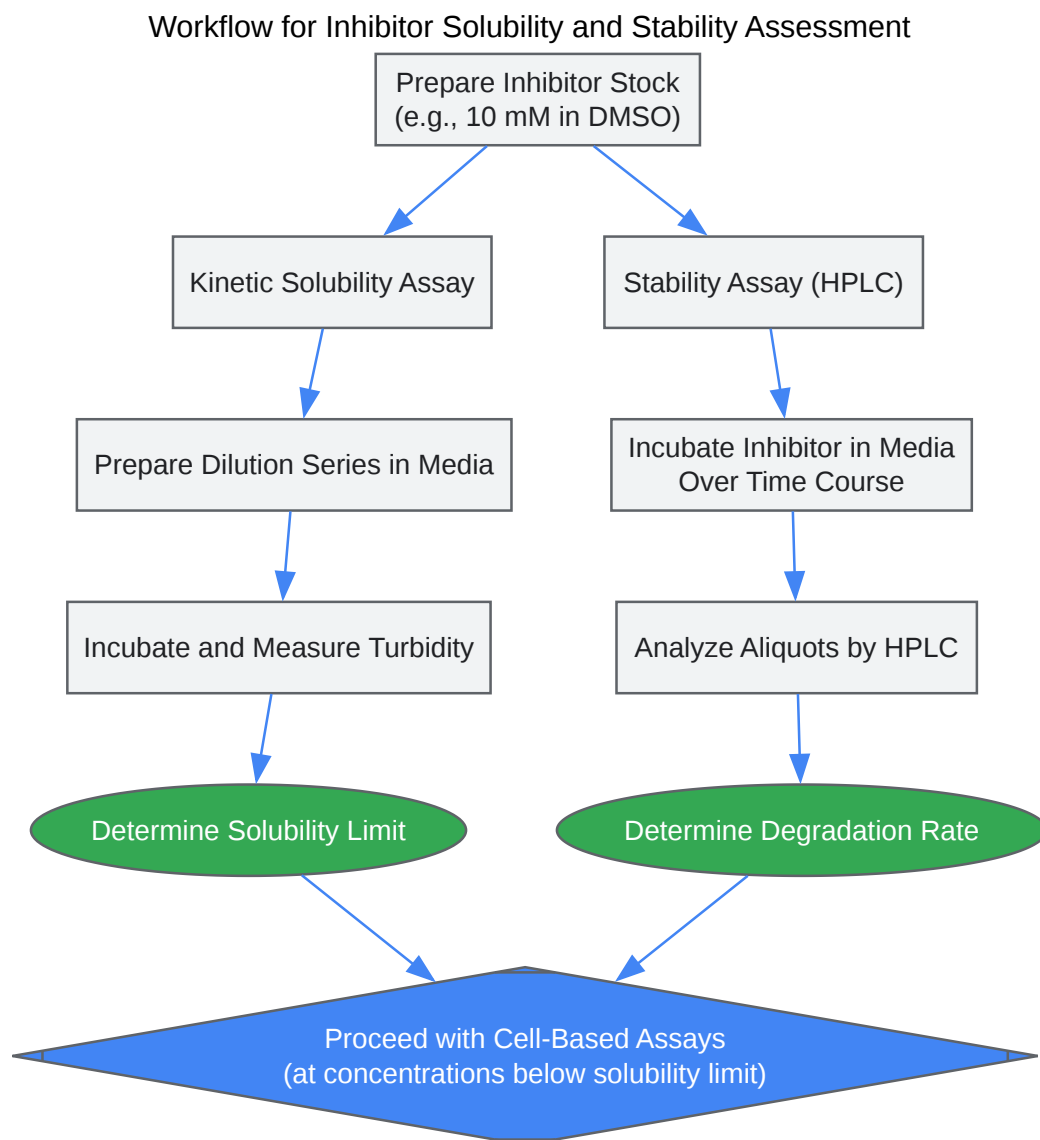 Workflow for Inhibitor Solubility and Stability Assessment
Prepare Inhibitor Stock
(e.g., 10 mM in DMSO)
Kinetic Solubility Assay
Stability Assay (HPLC)
Prepare Dilution Series in Media
Incubate Inhibitor in Media
Over Time Course
Incubate and Measure Turbidity
Analyze Aliquots by HPLC
Determine Solubility Limit
Determine Degradation Rate
Proceed with Cell-Based Assays
(at concentrations below solubility limit)